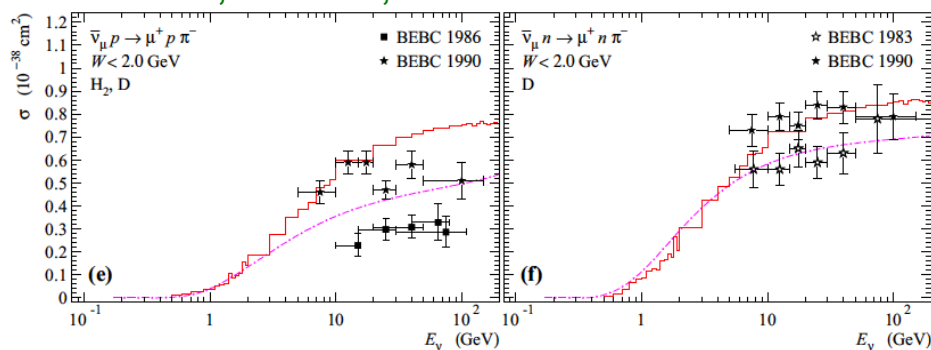 ν̄μ p → μ⁺ p π⁻
W < 2.0 GeV
H₂, D
■ BEBC 1986
★ BEBC 1990
σ (10⁻³⁸ cm²)
1.2
1.1
1
0.9
0.8
0.7
0.6
0.5
0.4
0.3
0.2
0.1
0
(e)
10⁻¹ 1 10 10²
Eν (GeV)
ν̄μ n → μ⁺ n π⁻
W < 2.0 GeV
D
☆ BEBC 1983
★ BEBC 1990
(f)
10⁻¹ 1 10 10²
Eν (GeV)